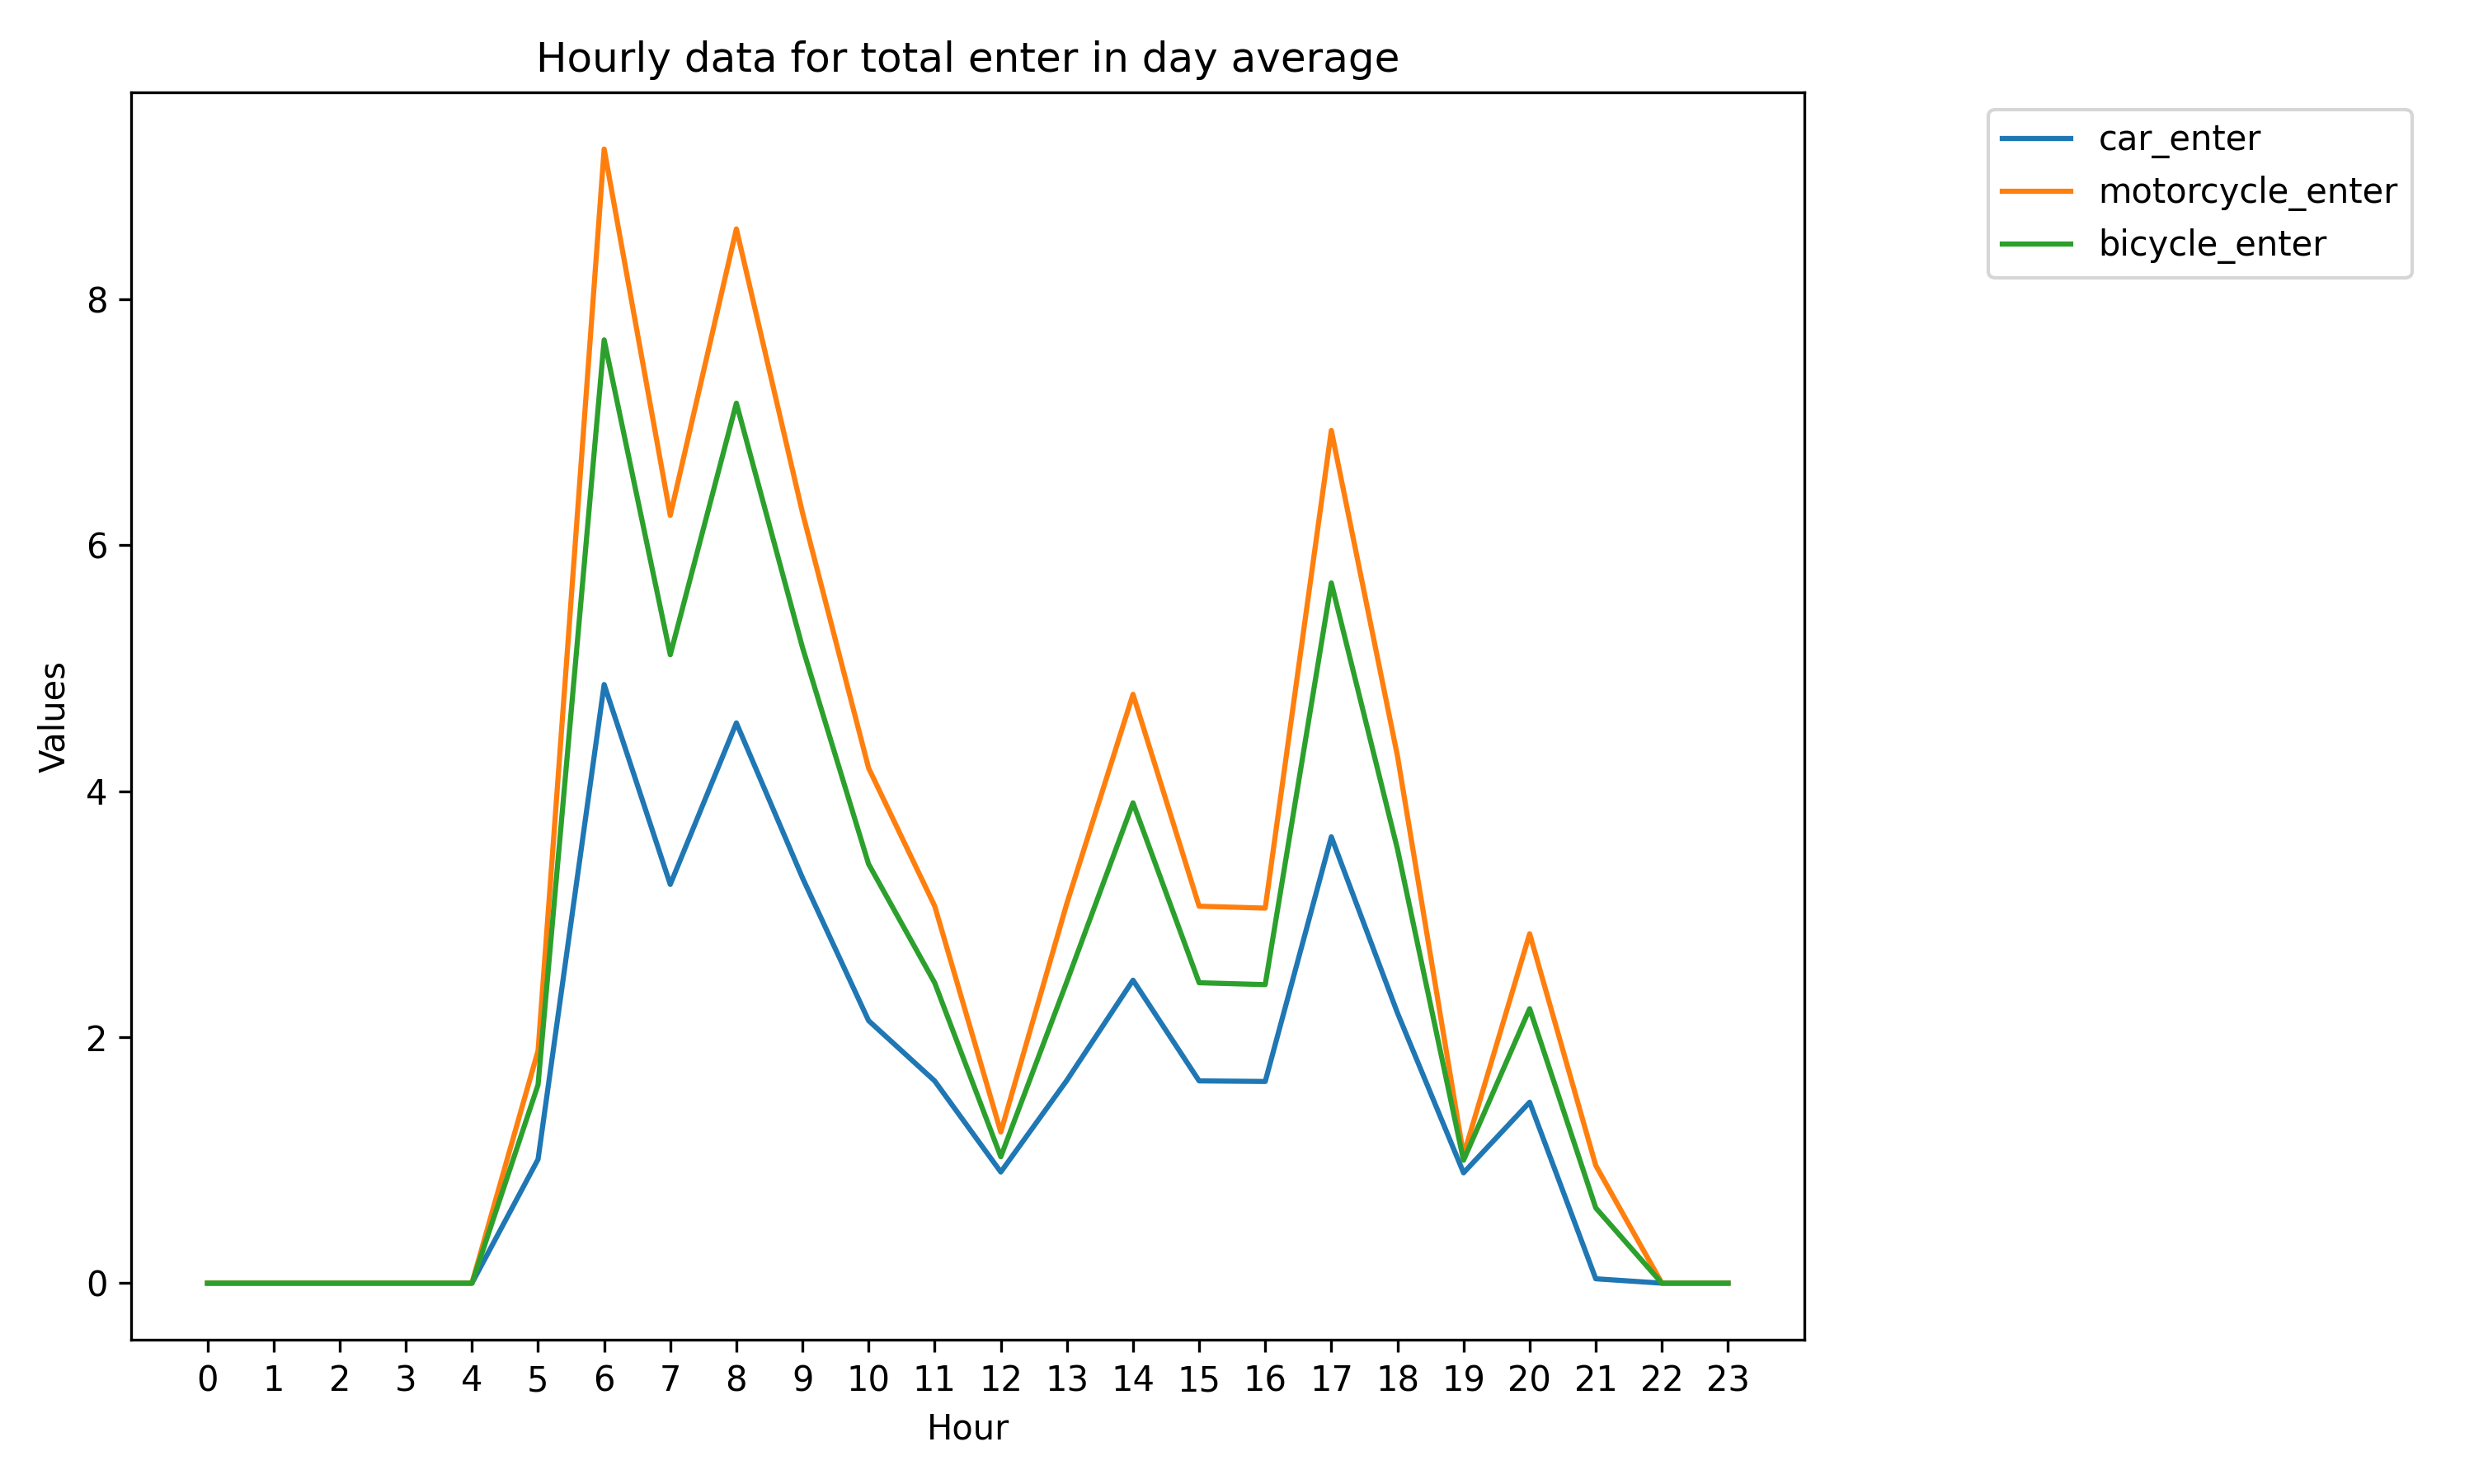 Hourly data for total enter in day average
car_enter
motorcycle_enter
bicycle_enter
Values
8
6
4
2
0
0 1 2 3 4 5 6 7 8 9 10 11 12 13 14 15 16 17 18 19 20 21 22 23
Hour